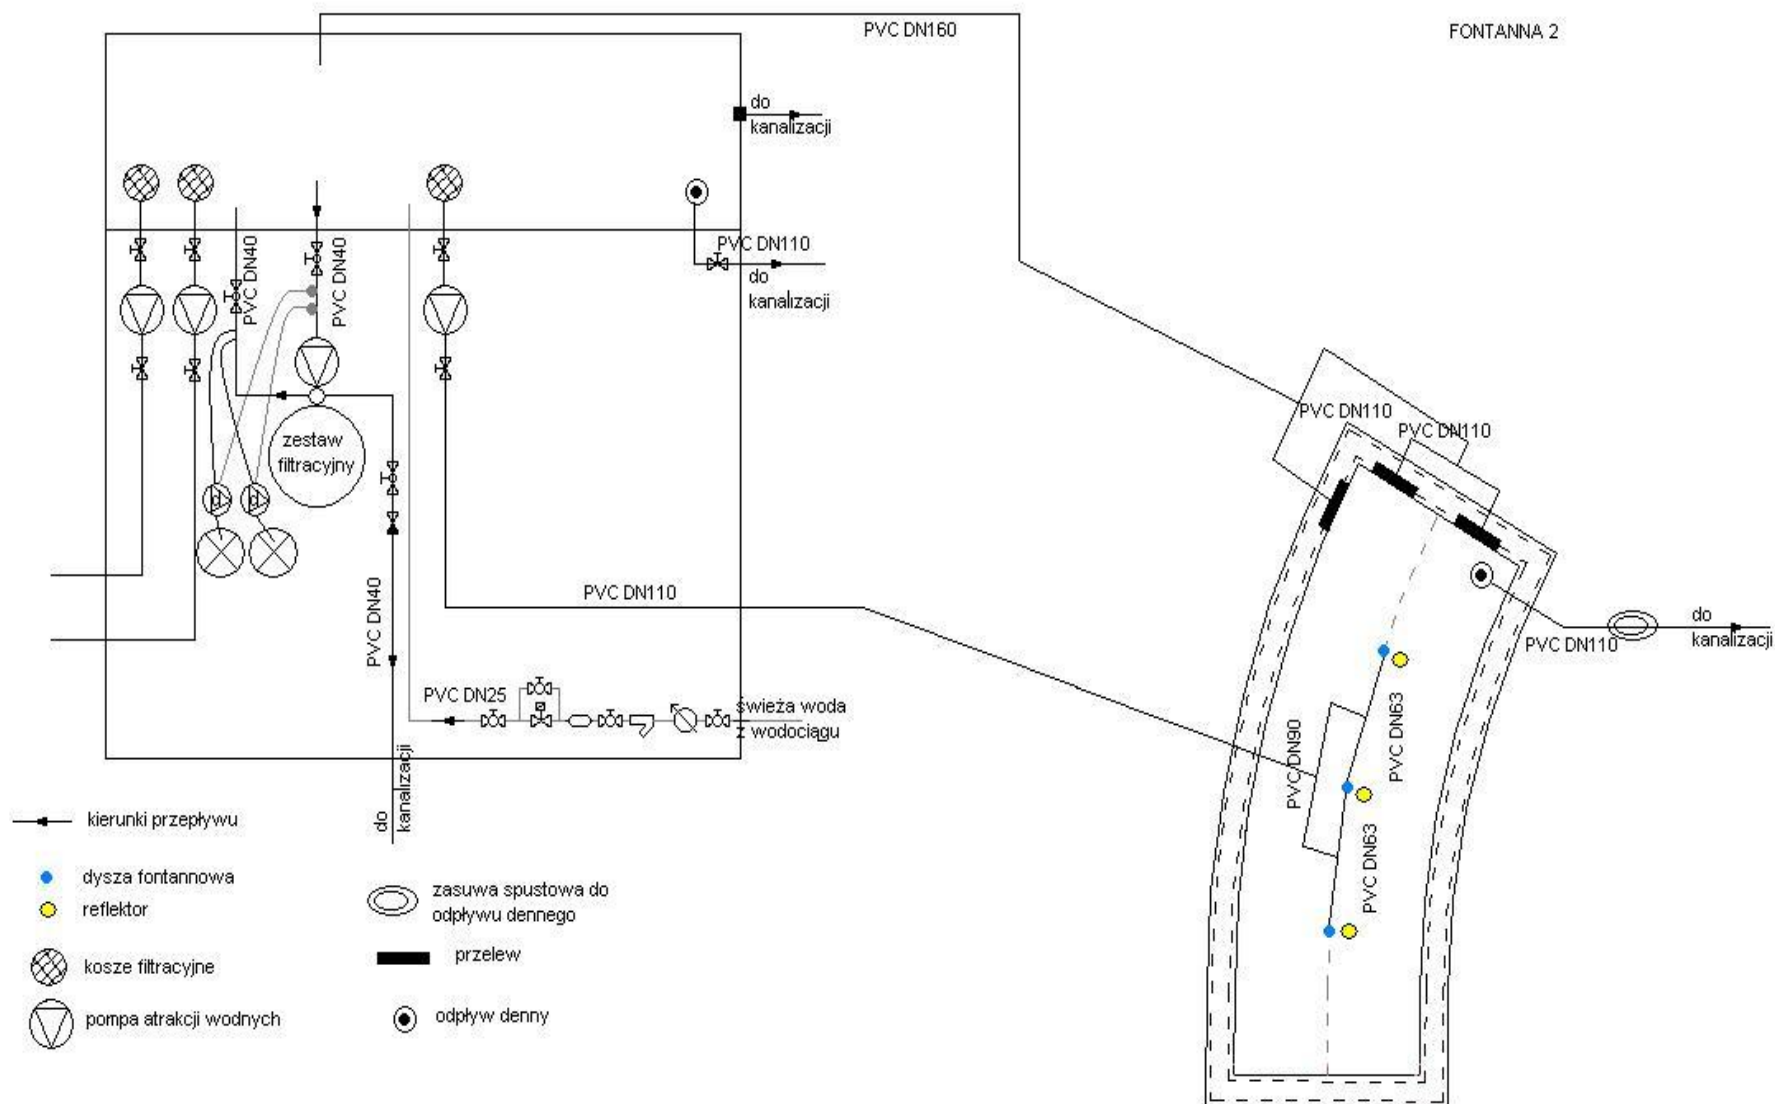 PVC DN160
FONTANNA 2
do
kanalizacji
PVC DN40
PVC DN40
PVC DN110
do
kanalizacji
PVC DN110
PVC DN110
zestaw
filtracyjny
d
d
PVC DN40
PVC DN110
do
kanalizacji
PVC DN110
PVC DN25
świeża woda
z wodociągu
PVC DN63
PVC DN90
PVC DN63
do
kanalizacji
kierunki przepływu
dysza fontannowa
reflektor
kosze filtracyjne
pompa atrakcji wodnych
zasuwa spustowa do
odpływu dennego
przelew
odpływ denny